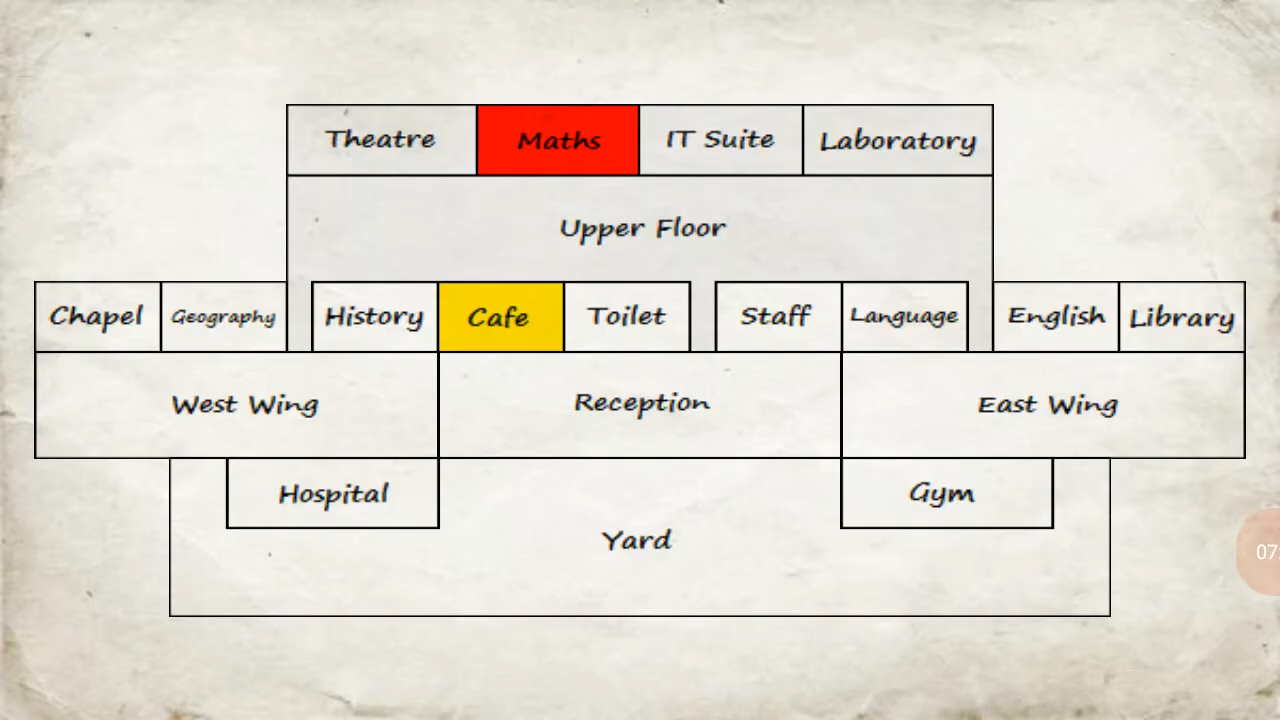 Theatre Maths IT Suite Laboratory
Upper Floor
Chapel Geography History Cafe Toilet Staff Language English Library
West Wing Reception East Wing
Hospital Gym
Yard
07: